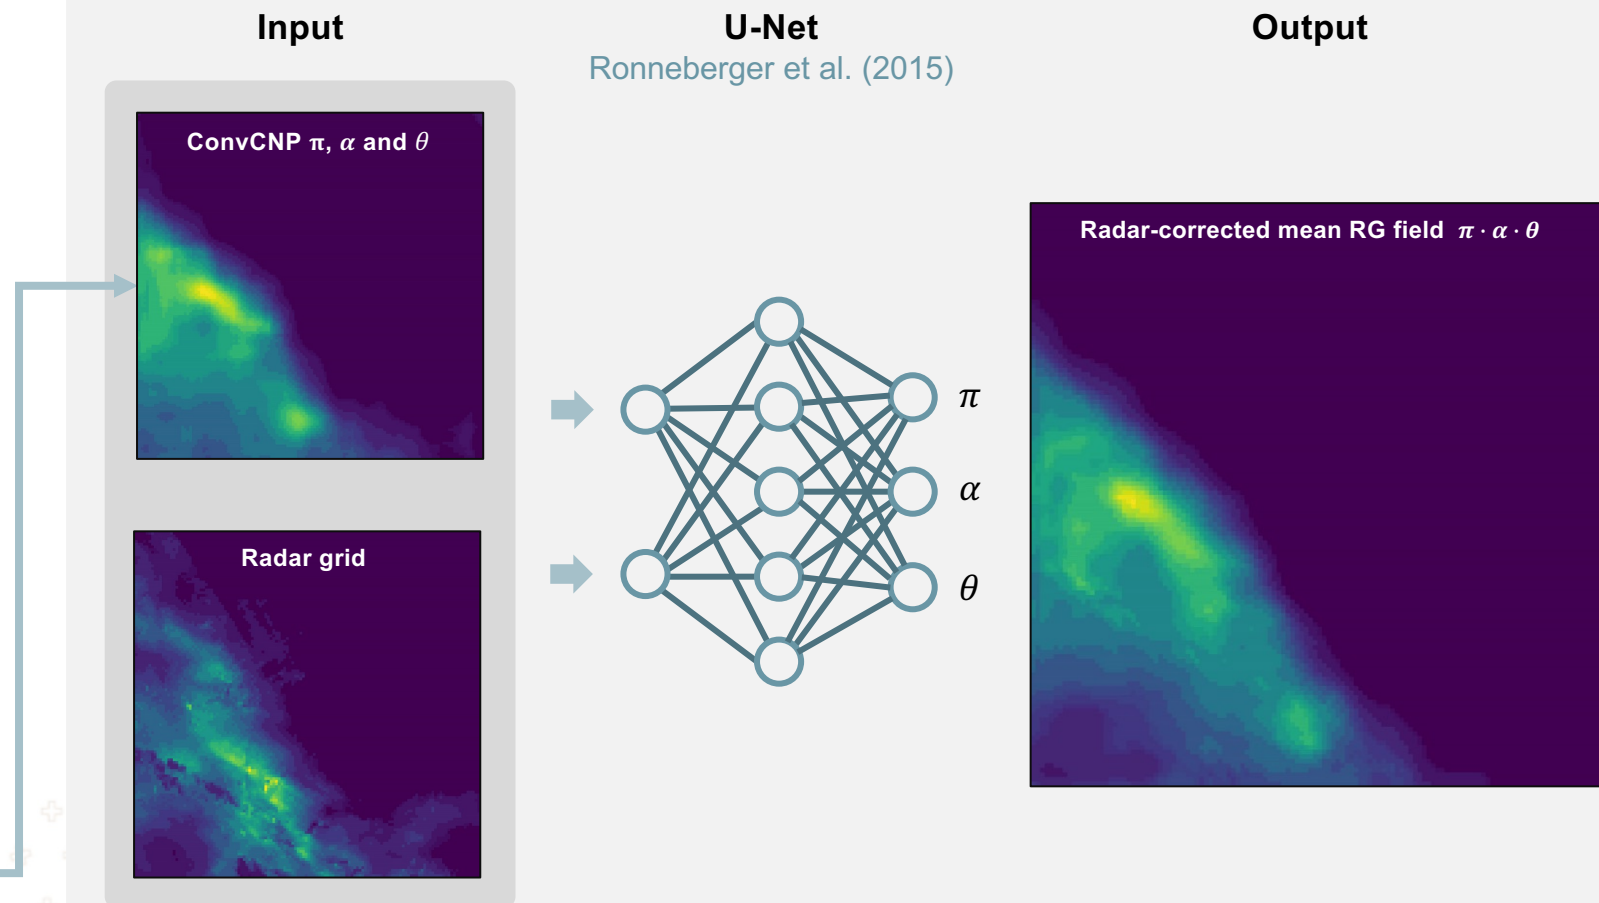 Input
U-Net
Output
Ronneberger et al. (2015)
ConvCNP π, α and θ
Radar grid
π
α
θ
Radar-corrected mean RG field π · α · θ